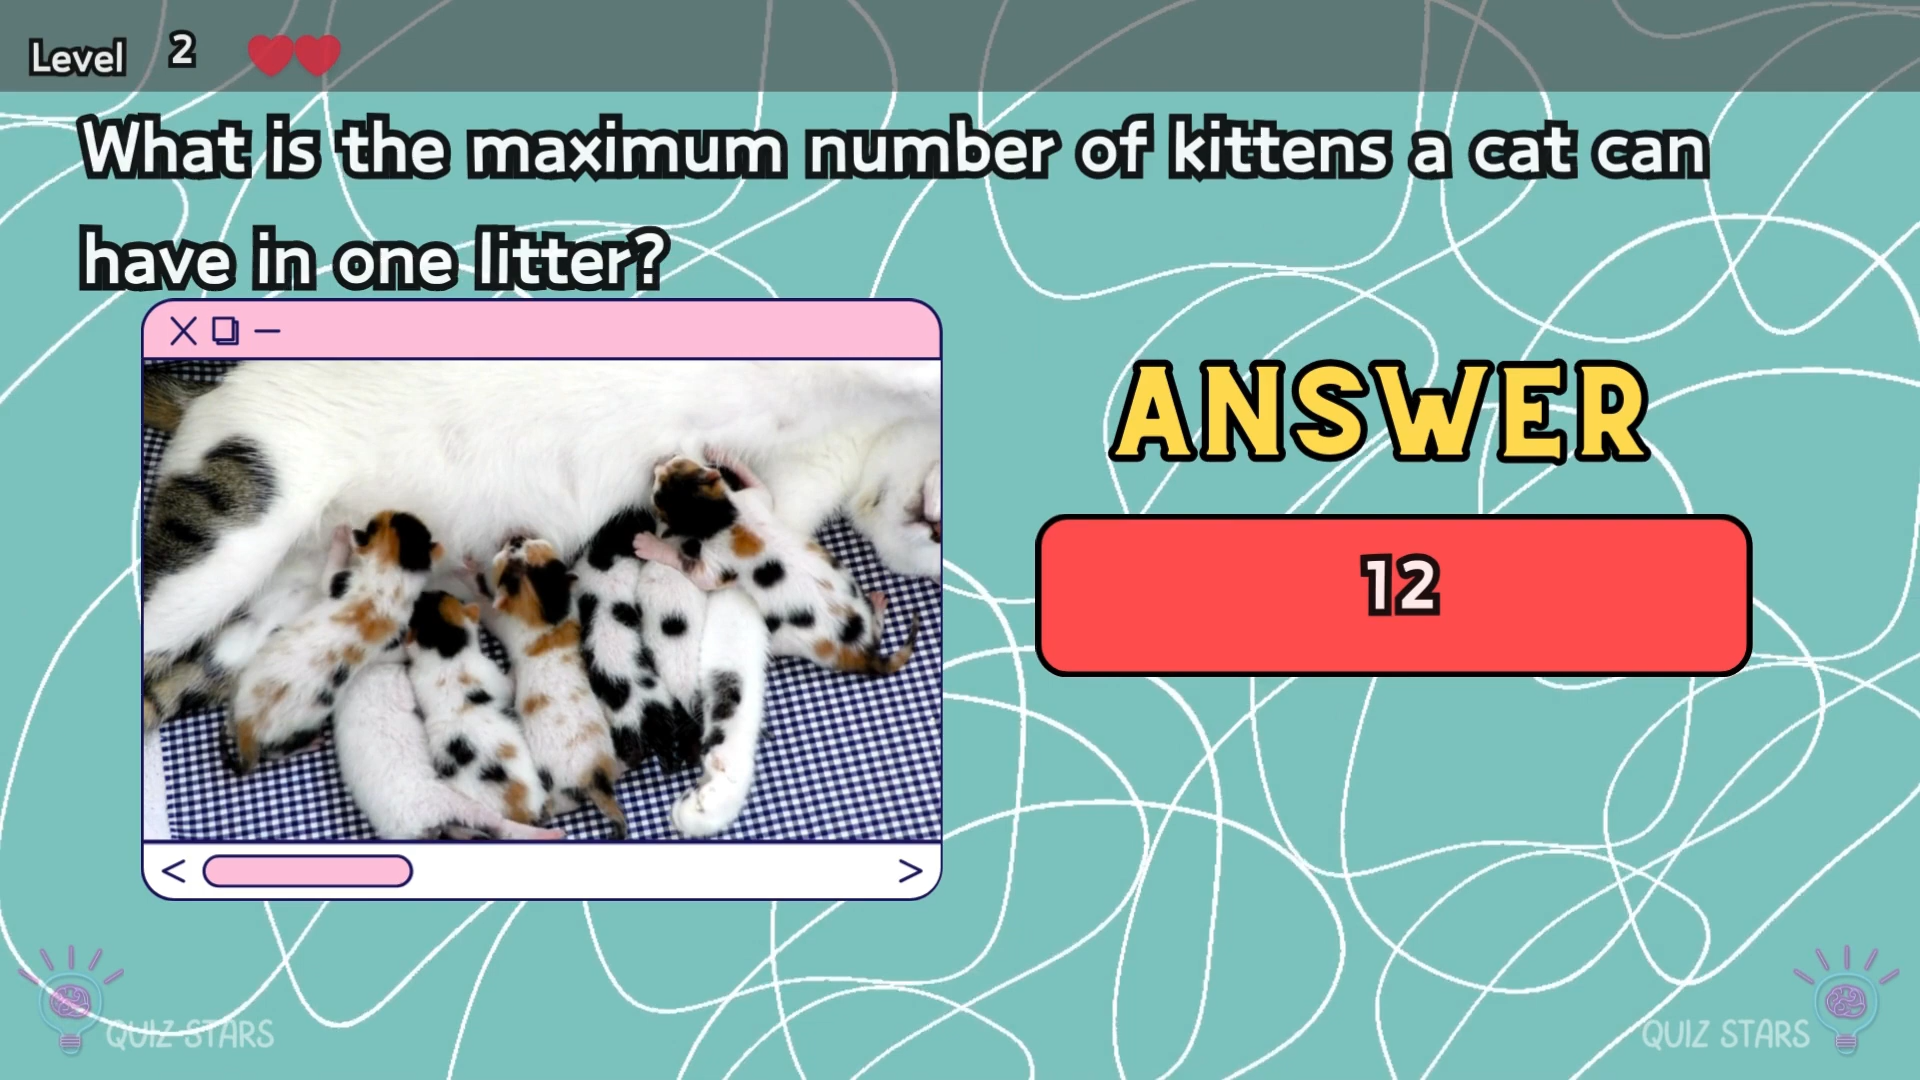 Level 2
What is the maximum number of kittens a cat can
have in one litter?
ANSWER
12
QUIZ STARS
QUIZ STARS